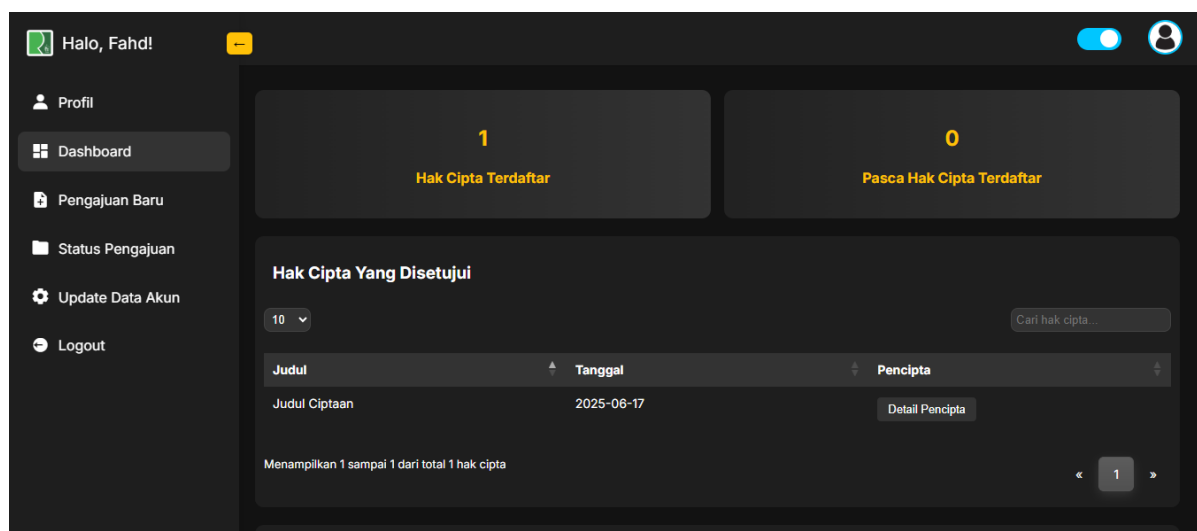 Halo, Fahd!
←
Profil
Dashboard
Pengajuan Baru
Status Pengajuan
Update Data Akun
Logout
1
Hak Cipta Terdaftar
0
Pasca Hak Cipta Terdaftar
Hak Cipta Yang Disetujui
10
Cari hak cipta...
Judul Tanggal Pencipta
Judul Ciptaan 2025-06-17 Detail Pencipta
Menampilkan 1 sampai 1 dari total 1 hak cipta
« 1 »